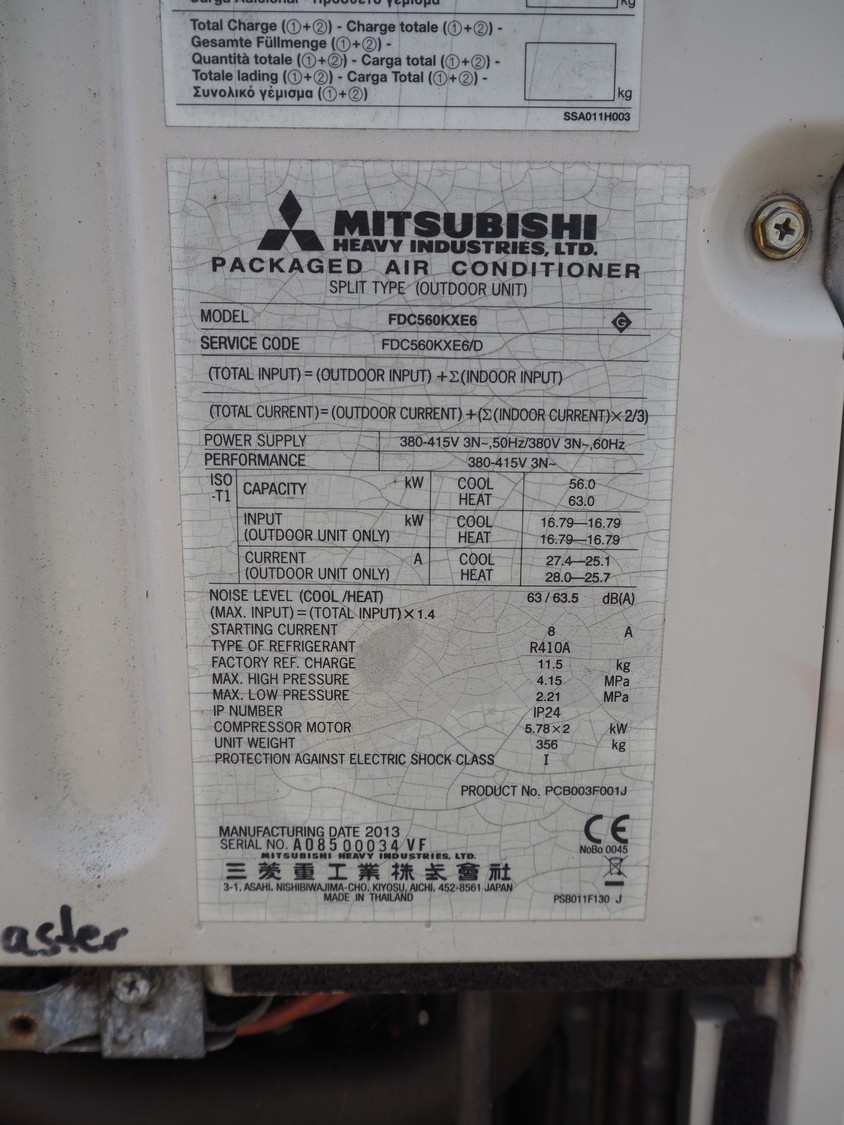 Carga Adicional - Πρόσθετο γέμισμα
kg
Total Charge (①+②) - Charge totale (①+②) -
Gesamte Füllmenge (①+②) -
Quantità totale (①+②) - Carga total (①+②) -
Totale lading (①+②) - Carga Total (①+②) -
Συνολικό γέμισμα (①+②)
kg
SSA011H003
MITSUBISHI
HEAVY INDUSTRIES, LTD.
PACKAGED AIR CONDITIONER
SPLIT TYPE (OUTDOOR UNIT)
MODEL FDC560KXE6 G
SERVICE CODE FDC560KXE6/D
(TOTAL INPUT)=(OUTDOOR INPUT) +Σ(INDOOR INPUT)
(TOTAL CURRENT)=(OUTDOOR CURRENT)+(Σ(INDOOR CURRENT)×2/3)
POWER SUPPLY 380-415V 3N~,50Hz/380V 3N~,60Hz
PERFORMANCE 380-415V 3N~
ISO -T1 CAPACITY kW COOL 56.0
HEAT 63.0
INPUT kW COOL 16.79—16.79
(OUTDOOR UNIT ONLY) HEAT 16.79—16.79
CURRENT A COOL 27.4—25.1
(OUTDOOR UNIT ONLY) HEAT 28.0—25.7
NOISE LEVEL (COOL/HEAT) 63/63.5 dB(A)
(MAX. INPUT)=(TOTAL INPUT)×1.4
STARTING CURRENT 8 A
TYPE OF REFRIGERANT R410A
FACTORY REF. CHARGE 11.5 kg
MAX. HIGH PRESSURE 4.15 MPa
MAX. LOW PRESSURE 2.21 MPa
IP NUMBER IP24
COMPRESSOR MOTOR 5.78×2 kW
UNIT WEIGHT 356 kg
PROTECTION AGAINST ELECTRIC SHOCK CLASS I
PRODUCT No. PCB003F001J
MANUFACTURING DATE 2013
SERIAL NO. A08500034VF
CE
NoBo 0045
MITSUBISHI HEAVY INDUSTRIES, LTD.
三菱重工業株式會社
3-1, ASAHI, NISHIBIWAJIMA-CHO, KIYOSU, AICHI, 452-8561 JAPAN
MADE IN THAILAND
PSB011F130 J
aster